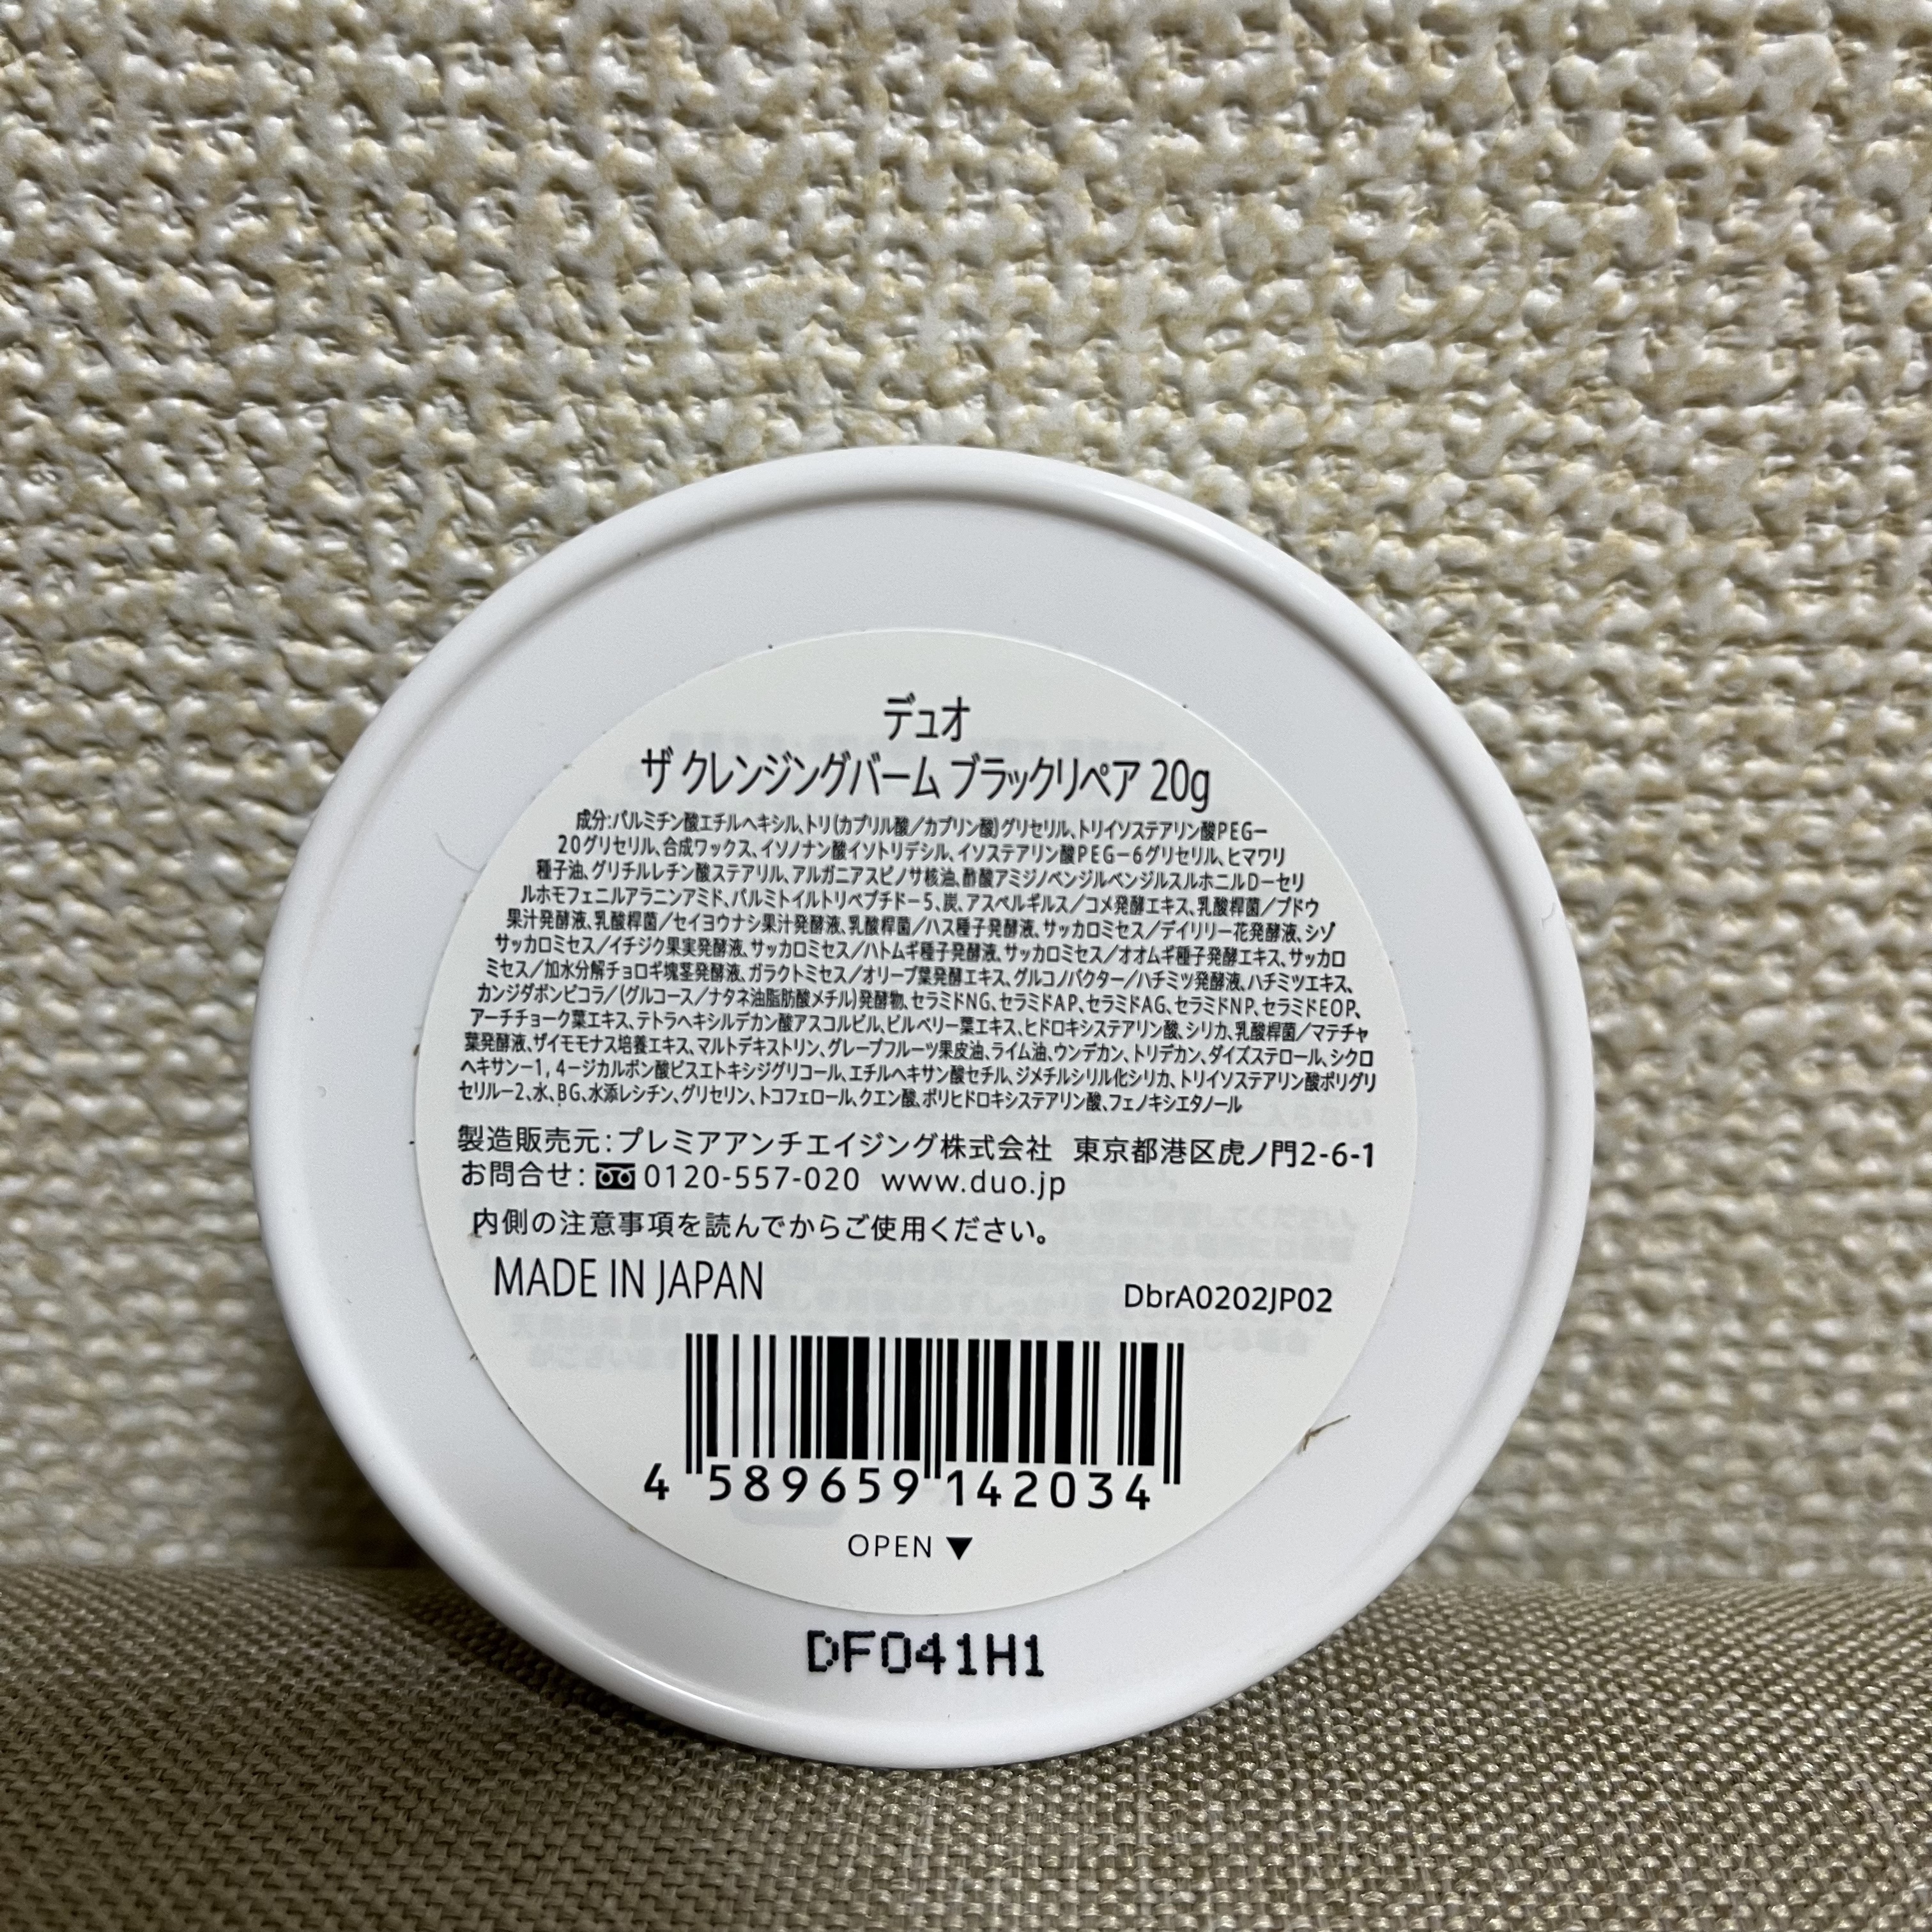 デュオ
ザ クレンジングバーム ブラックリペア 20g
成分:パルミチン酸エチルヘキシル、トリ(カプリル酸／カプリン酸)グリセリル、トリイソステアリン酸PEG－
20グリセリル、合成ワックス、イソノナン酸イソトリデシル、イソステアリン酸PEG－6グリセリル、ヒマワリ
種子油、グリチルレチン酸ステアリル、アルガニアスピノサ核油、酢酸アミジノベンジルベンジルスルホニルD－セリ
ルホモフェニルアラニンアミド、パルミトイルトリペプチド－5、炭、アスペルギルス／コメ発酵エキス、乳酸桿菌／ブドウ
果汁発酵液、乳酸桿菌／セイヨウナシ果汁発酵液、乳酸桿菌／ハス種子発酵液、サッカロミセス／デイリリー花発酵液、シゾ
サッカロミセス／イチジク果実発酵液、サッカロミセス／ハトムギ種子発酵液、サッカロミセス／オオムギ種子発酵エキス、サッカロ
ミセス／加水分解チョロギ塊茎発酵液、ガラクトミセス／オリーブ葉発酵エキス、グルコノバクター／ハチミツ発酵液、ハチミツエキス、
カンジダボンビコラ／(グルコース／ナタネ油脂肪酸メチル)発酵物、セラミドNG、セラミドAP、セラミドAG、セラミドNP、セラミドEOP、
アーチチョーク葉エキス、テトラヘキシルデカン酸アスコルビル、ビルベリー葉エキス、ヒドロキシステアリン酸、シリカ、乳酸桿菌／マテチャ
葉発酵液、ザイモモナス培養エキス、マルトデキストリン、グレープフルーツ果皮油、ライム油、ウンデカン、トリデカン、ダイズステロール、シクロ
ヘキサン－1，4－ジカルボン酸ビスエトキシジグリコール、エチルヘキサン酸セチル、ジメチルシリル化シリカ、トリイソステアリン酸ポリグリ
セリル－2、水、BG、水添レシチン、グリセリン、トコフェロール、クエン酸、ポリヒドロキシステアリン酸、フェノキシエタノール
製造販売元:プレミアアンチエイジング株式会社 東京都港区虎ノ門2-6-1
お問合せ: 0120-557-020 www.duo.jp
内側の注意事項を読んでからご使用ください。
MADE IN JAPAN DbrA0202JP02
4 589659 142034
OPEN ▼
DF041H1